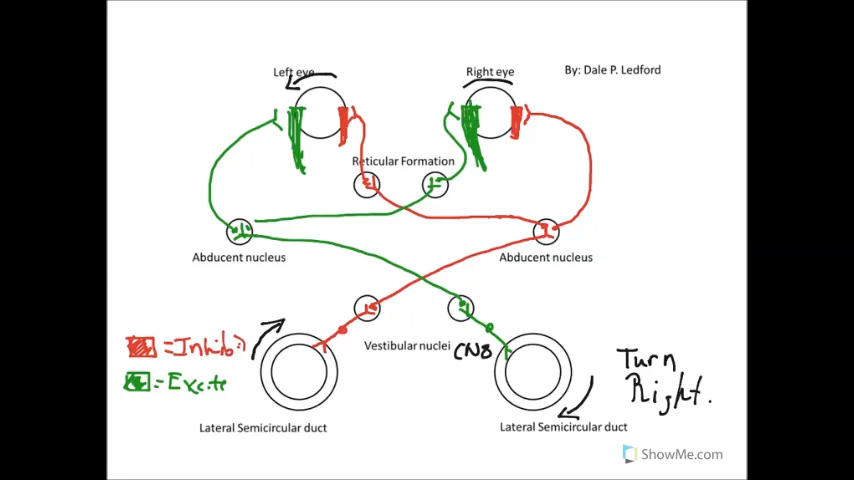 Left eye
Right eye
By: Dale P. Ledford
Reticular Formation
Abducent nucleus
Abducent nucleus
Vestibular nuclei
CN8
= Inhib
= Excite
Turn
Right.
Lateral Semicircular duct
Lateral Semicircular duct
ShowMe.com